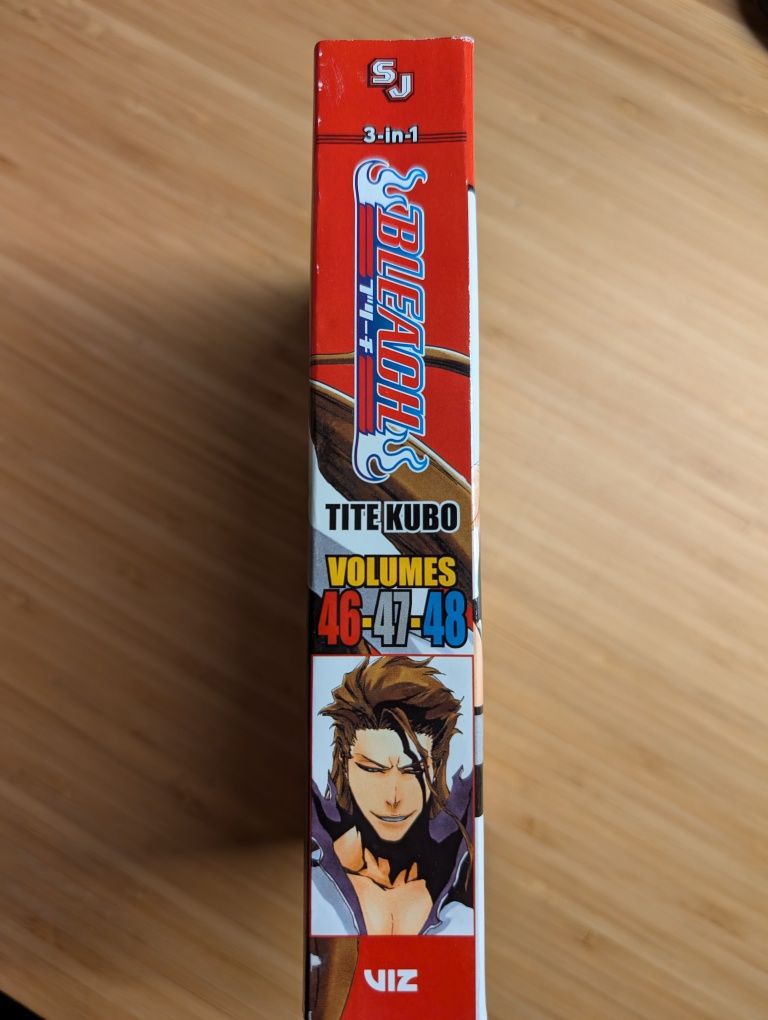 SJ
3-in-1
BLEACH
ブリーチ
TITE KUBO
VOLUMES
46-47-48
VIZ